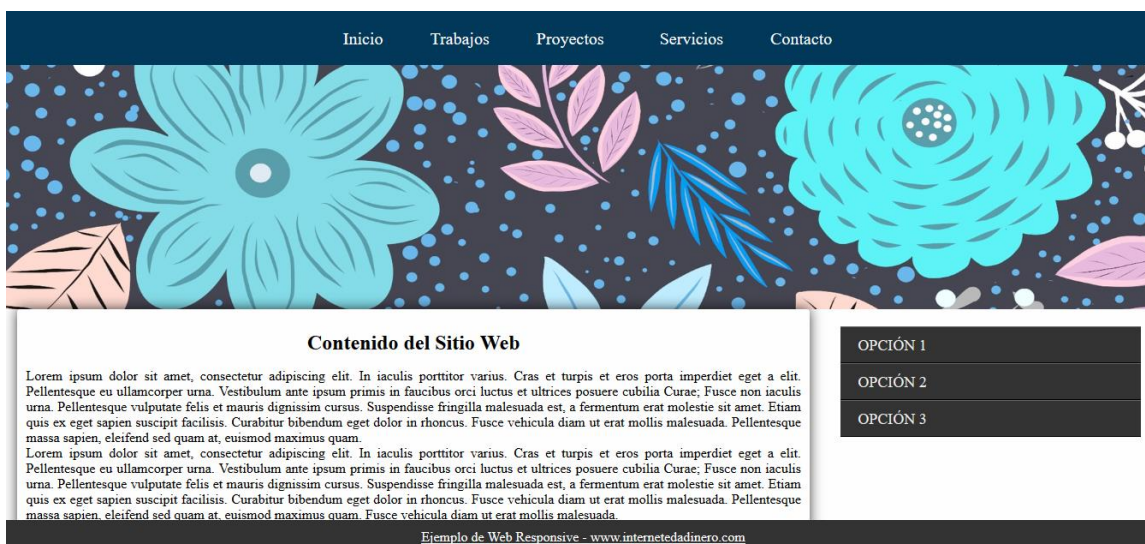 Inicio Trabajos Proyectos Servicios Contacto
Contenido del Sitio Web
Lorem ipsum dolor sit amet, consectetur adipiscing elit. In iaculis porttitor varius. Cras et turpis et eros porta imperdiet eget a elit.
Pellentesque eu ullamcorper urna. Vestibulum ante ipsum primis in faucibus orci luctus et ultrices posuere cubilia Curae; Fusce non iaculis
urna. Pellentesque vulputate felis et mauris dignissim cursus. Suspendisse fringilla malesuada est, a fermentum erat molestie sit amet. Etiam
quis ex eget sapien suscipit facilisis. Curabitur bibendum eget dolor in rhoncus. Fusce vehicula diam ut erat mollis malesuada. Pellentesque
massa sapien, eleifend sed quam at, euismod maximus quam.
Lorem ipsum dolor sit amet, consectetur adipiscing elit. In iaculis porttitor varius. Cras et turpis et eros porta imperdiet eget a elit.
Pellentesque eu ullamcorper urna. Vestibulum ante ipsum primis in faucibus orci luctus et ultrices posuere cubilia Curae; Fusce non iaculis
urna. Pellentesque vulputate felis et mauris dignissim cursus. Suspendisse fringilla malesuada est, a fermentum erat molestie sit amet. Etiam
quis ex eget sapien suscipit facilisis. Curabitur bibendum eget dolor in rhoncus. Fusce vehicula diam ut erat mollis malesuada. Pellentesque
massa sapien, eleifend sed quam at, euismod maximus quam. Fusce vehicula diam ut erat mollis malesuada.
OPCIÓN 1
OPCIÓN 2
OPCIÓN 3
Ejemplo de Web Responsive - www.internetedadinero.com